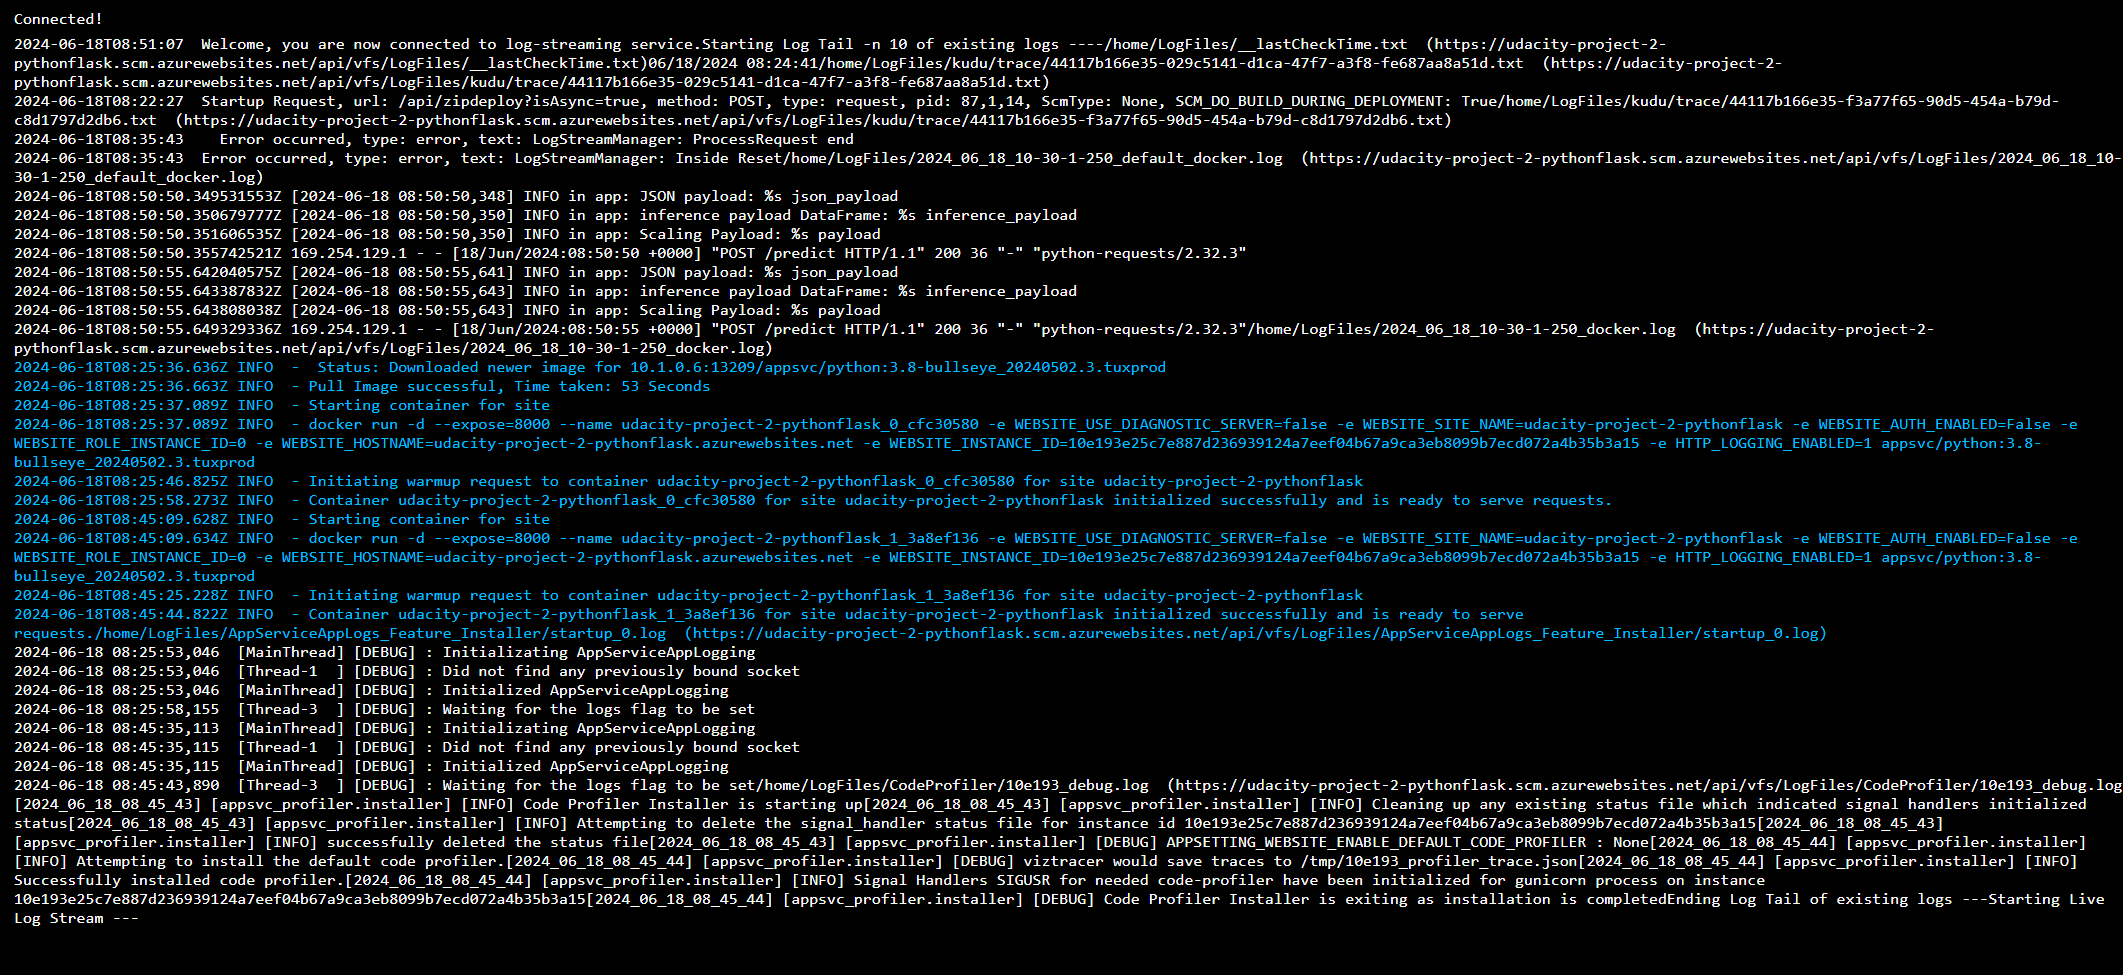 Connected!
2024-06-18T08:51:07  Welcome, you are now connected to log-streaming service.Starting Log Tail -n 10 of existing logs ----/home/LogFiles/__lastCheckTime.txt  (https://udacity-project-2-
pythonflask.scm.azurewebsites.net/api/vfs/LogFiles/__lastCheckTime.txt)06/18/2024 08:24:41/home/LogFiles/kudu/trace/44117b166e35-029c5141-d1ca-47f7-a3f8-fe687aa8a51d.txt  (https://udacity-project-2-
pythonflask.scm.azurewebsites.net/api/vfs/LogFiles/kudu/trace/44117b166e35-029c5141-d1ca-47f7-a3f8-fe687aa8a51d.txt)
2024-06-18T08:22:27  Startup Request, url: /api/zipdeploy?isAsync=true, method: POST, type: request, pid: 87,1,14, ScmType: None, SCM_DO_BUILD_DURING_DEPLOYMENT: True/home/LogFiles/kudu/trace/44117b166e35-f3a77f65-90d5-454a-b79d-
c8d1797d2db6.txt  (https://udacity-project-2-pythonflask.scm.azurewebsites.net/api/vfs/LogFiles/kudu/trace/44117b166e35-f3a77f65-90d5-454a-b79d-c8d1797d2db6.txt)
2024-06-18T08:35:43    Error occurred, type: error, text: LogStreamManager: ProcessRequest end
2024-06-18T08:35:43  Error occurred, type: error, text: LogStreamManager: Inside Reset/home/LogFiles/2024_06_18_10-30-1-250_default_docker.log  (https://udacity-project-2-pythonflask.scm.azurewebsites.net/api/vfs/LogFiles/2024_06_18_10-
30-1-250_default_docker.log)
2024-06-18T08:50:50.349531553Z [2024-06-18 08:50:50,348] INFO in app: JSON payload: %s json_payload
2024-06-18T08:50:50.350679777Z [2024-06-18 08:50:50,350] INFO in app: inference payload DataFrame: %s inference_payload
2024-06-18T08:50:50.351606535Z [2024-06-18 08:50:50,350] INFO in app: Scaling Payload: %s payload
2024-06-18T08:50:50.355742521Z 169.254.129.1 - - [18/Jun/2024:08:50:50 +0000] "POST /predict HTTP/1.1" 200 36 "-" "python-requests/2.32.3"
2024-06-18T08:50:55.642040575Z [2024-06-18 08:50:55,641] INFO in app: JSON payload: %s json_payload
2024-06-18T08:50:55.643387832Z [2024-06-18 08:50:55,643] INFO in app: inference payload DataFrame: %s inference_payload
2024-06-18T08:50:55.643808038Z [2024-06-18 08:50:55,643] INFO in app: Scaling Payload: %s payload
2024-06-18T08:50:55.649329336Z 169.254.129.1 - - [18/Jun/2024:08:50:55 +0000] "POST /predict HTTP/1.1" 200 36 "-" "python-requests/2.32.3"/home/LogFiles/2024_06_18_10-30-1-250_docker.log  (https://udacity-project-2-
pythonflask.scm.azurewebsites.net/api/vfs/LogFiles/2024_06_18_10-30-1-250_docker.log)
2024-06-18T08:25:36.636Z INFO  -  Status: Downloaded newer image for 10.1.0.6:13209/appsvc/python:3.8-bullseye_20240502.3.tuxprod
2024-06-18T08:25:36.663Z INFO  - Pull Image successful, Time taken: 53 Seconds
2024-06-18T08:25:37.089Z INFO  - Starting container for site
2024-06-18T08:25:37.089Z INFO  - docker run -d --expose=8000 --name udacity-project-2-pythonflask_0_cfc30580 -e WEBSITE_USE_DIAGNOSTIC_SERVER=false -e WEBSITE_SITE_NAME=udacity-project-2-pythonflask -e WEBSITE_AUTH_ENABLED=False -e
WEBSITE_ROLE_INSTANCE_ID=0 -e WEBSITE_HOSTNAME=udacity-project-2-pythonflask.azurewebsites.net -e WEBSITE_INSTANCE_ID=10e193e25c7e887d236939124a7eef04b67a9ca3eb8099b7ecd072a4b35b3a15 -e HTTP_LOGGING_ENABLED=1 appsvc/python:3.8-
bullseye_20240502.3.tuxprod
2024-06-18T08:25:46.825Z INFO  - Initiating warmup request to container udacity-project-2-pythonflask_0_cfc30580 for site udacity-project-2-pythonflask
2024-06-18T08:25:58.273Z INFO  - Container udacity-project-2-pythonflask_0_cfc30580 for site udacity-project-2-pythonflask initialized successfully and is ready to serve requests.
2024-06-18T08:45:09.628Z INFO  - Starting container for site
2024-06-18T08:45:09.634Z INFO  - docker run -d --expose=8000 --name udacity-project-2-pythonflask_1_3a8ef136 -e WEBSITE_USE_DIAGNOSTIC_SERVER=false -e WEBSITE_SITE_NAME=udacity-project-2-pythonflask -e WEBSITE_AUTH_ENABLED=False -e
WEBSITE_ROLE_INSTANCE_ID=0 -e WEBSITE_HOSTNAME=udacity-project-2-pythonflask.azurewebsites.net -e WEBSITE_INSTANCE_ID=10e193e25c7e887d236939124a7eef04b67a9ca3eb8099b7ecd072a4b35b3a15 -e HTTP_LOGGING_ENABLED=1 appsvc/python:3.8-
bullseye_20240502.3.tuxprod
2024-06-18T08:45:25.228Z INFO  - Initiating warmup request to container udacity-project-2-pythonflask_1_3a8ef136 for site udacity-project-2-pythonflask
2024-06-18T08:45:44.822Z INFO  - Container udacity-project-2-pythonflask_1_3a8ef136 for site udacity-project-2-pythonflask initialized successfully and is ready to serve
requests./home/LogFiles/AppServiceAppLogs_Feature_Installer/startup_0.log  (https://udacity-project-2-pythonflask.scm.azurewebsites.net/api/vfs/LogFiles/AppServiceAppLogs_Feature_Installer/startup_0.log)
2024-06-18 08:25:53,046  [MainThread] [DEBUG] : Initializating AppServiceAppLogging
2024-06-18 08:25:53,046  [Thread-1  ] [DEBUG] : Did not find any previously bound socket
2024-06-18 08:25:53,046  [MainThread] [DEBUG] : Initialized AppServiceAppLogging
2024-06-18 08:25:58,155  [Thread-3  ] [DEBUG] : Waiting for the logs flag to be set
2024-06-18 08:45:35,113  [MainThread] [DEBUG] : Initializating AppServiceAppLogging
2024-06-18 08:45:35,115  [Thread-1  ] [DEBUG] : Did not find any previously bound socket
2024-06-18 08:45:35,115  [MainThread] [DEBUG] : Initialized AppServiceAppLogging
2024-06-18 08:45:43,890  [Thread-3  ] [DEBUG] : Waiting for the logs flag to be set/home/LogFiles/CodeProfiler/10e193_debug.log  (https://udacity-project-2-pythonflask.scm.azurewebsites.net/api/vfs/LogFiles/CodeProfiler/10e193_debug.log
[2024_06_18_08_45_43] [appsvc_profiler.installer] [INFO] Code Profiler Installer is starting up[2024_06_18_08_45_43] [appsvc_profiler.installer] [INFO] Cleaning up any existing status file which indicated signal handlers initialized
status[2024_06_18_08_45_43] [appsvc_profiler.installer] [INFO] Attempting to delete the signal_handler status file for instance id 10e193e25c7e887d236939124a7eef04b67a9ca3eb8099b7ecd072a4b35b3a15[2024_06_18_08_45_43]
[appsvc_profiler.installer] [INFO] successfully deleted the status file[2024_06_18_08_45_43] [appsvc_profiler.installer] [DEBUG] APPSETTING_WEBSITE_ENABLE_DEFAULT_CODE_PROFILER : None[2024_06_18_08_45_44] [appsvc_profiler.installer]
[INFO] Attempting to install the default code profiler.[2024_06_18_08_45_44] [appsvc_profiler.installer] [DEBUG] viztracer would save traces to /tmp/10e193_profiler_trace.json[2024_06_18_08_45_44] [appsvc_profiler.installer] [INFO]
Successfully installed code profiler.[2024_06_18_08_45_44] [appsvc_profiler.installer] [INFO] Signal Handlers SIGUSR for needed code-profiler have been initialized for gunicorn process on instance
10e193e25c7e887d236939124a7eef04b67a9ca3eb8099b7ecd072a4b35b3a15[2024_06_18_08_45_44] [appsvc_profiler.installer] [DEBUG] Code Profiler Installer is exiting as installation is completedEnding Log Tail of existing logs ---Starting Live
Log Stream ---